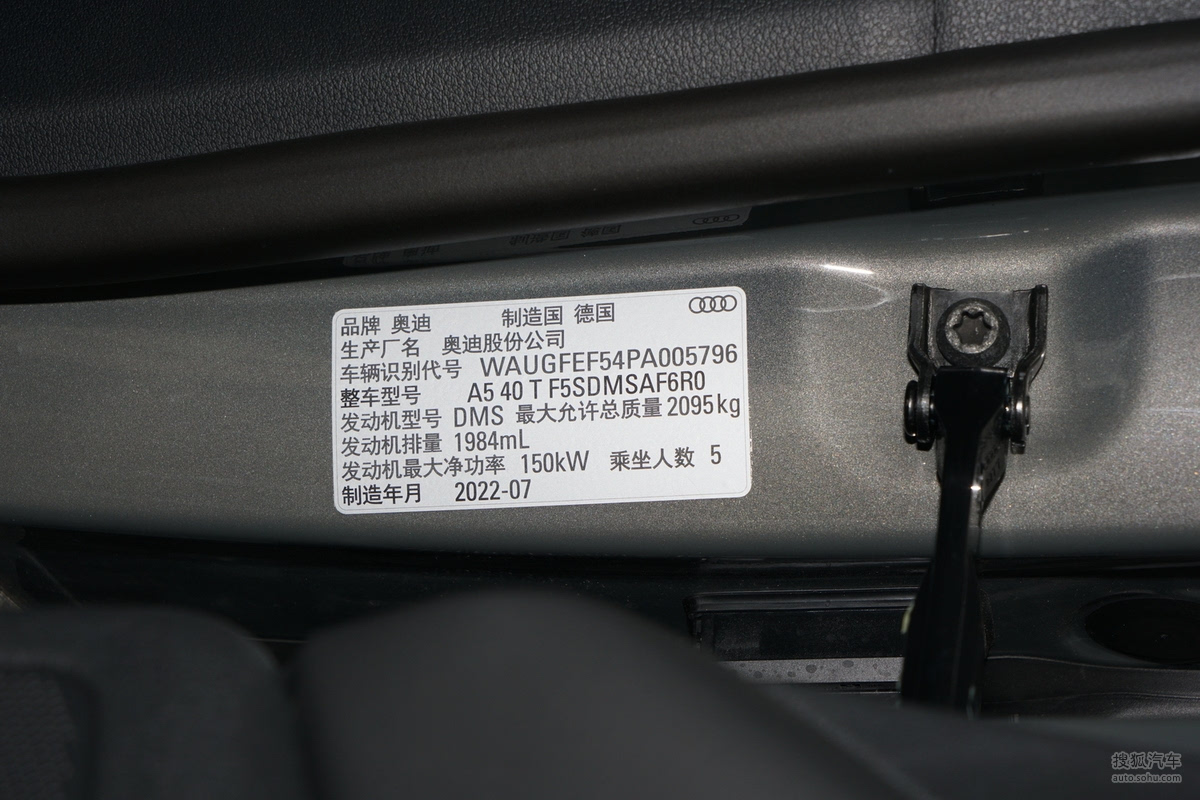 品牌 奥迪 制造国 德国
生产厂名 奥迪股份公司
车辆识别代号 WAUGFEF54PA005796
整车型号 A5 40 T F5SDMSAF6R0
发动机型号 DMS 最大允许总质量 2095kg
发动机排量 1984mL
发动机最大净功率 150kW 乘坐人数 5
制造年月 2022-07
搜狐汽车
auto.sohu.com